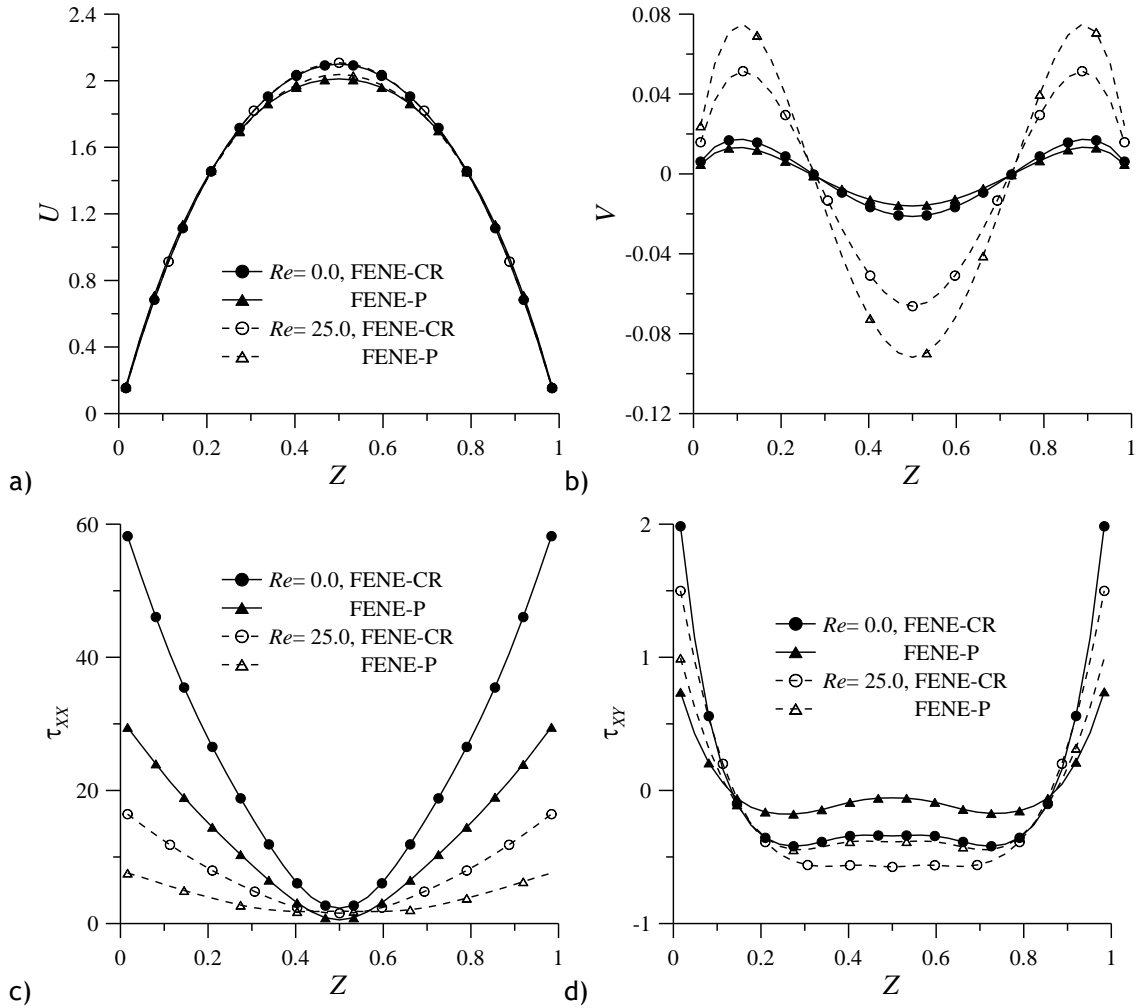 2.4
2
1.6
1.2
0.8
0.4
0
U
0
0.2
0.4
0.6
0.8
1
Z
Re= 0.0, FENE-CR
FENE-P
Re= 25.0, FENE-CR
FENE-P
a)
0.08
0.04
0
-0.04
-0.08
-0.12
V
0
0.2
0.4
0.6
0.8
1
Z
b)
60
40
20
0
τXX
0
0.2
0.4
0.6
0.8
1
Z
Re= 0.0, FENE-CR
FENE-P
Re= 25.0, FENE-CR
FENE-P
c)
2
1
0
-1
τXY
0
0.2
0.4
0.6
0.8
1
Z
Re= 0.0, FENE-CR
FENE-P
Re= 25.0, FENE-CR
FENE-P
d)